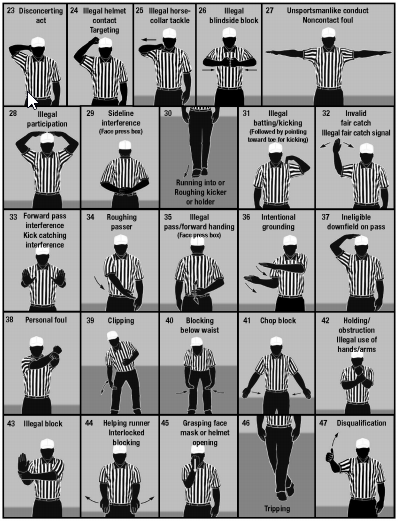 23 Disconcerting
act
24 Illegal helmet
contact
Targeting
25 Illegal horse-
collar tackle
26 Illegal
blindside block
27 Unsportsmanlike conduct
Noncontact foul
28 Illegal
participation
29 Sideline
interference
(Face press box)
30
Running into or
Roughing kicker
or holder
31 Illegal
batting/kicking
(Followed by pointing
toward toe for kicking)
32 Invalid
fair catch
Illegal fair catch signal
33 Forward pass
interference
Kick catching
interference
34 Roughing
passer
35 Illegal
pass/forward handing
(Face press box)
36 Intentional
grounding
37 Ineligible
downfield on pass
38 Personal foul
39 Clipping
40 Blocking
below waist
41 Chop block
42 Holding/
obstruction
Illegal use of
hands/arms
43 Illegal block
44 Helping runner
Interlocked
blocking
45 Grasping face
mask or helmet
opening
46
Tripping
47 Disqualification